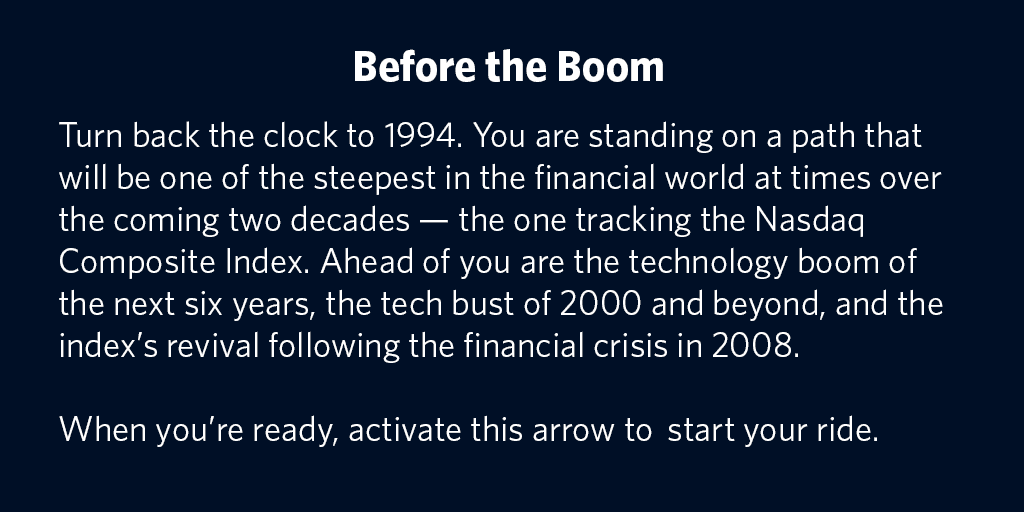 Before the Boom
Turn back the clock to 1994. You are standing on a path that
will be one of the steepest in the financial world at times over
the coming two decades — the one tracking the Nasdaq
Composite Index. Ahead of you are the technology boom of
the next six years, the tech bust of 2000 and beyond, and the
index’s revival following the financial crisis in 2008.
When you’re ready, activate this arrow to start your ride.